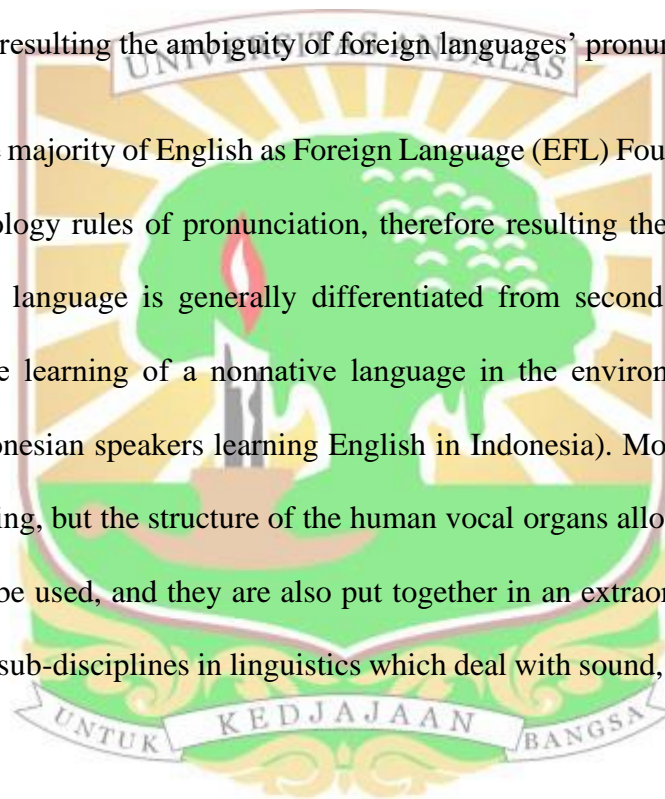 resulting the ambiguity of foreign languages’ pronun
UNIVERSITAS ANDALAS
majority of English as Foreign Language (EFL) Fou
ology rules of pronunciation, therefore resulting the
language is generally differentiated from second
e learning of a nonnative language in the environ
onesian speakers learning English in Indonesia). Mo
ing, but the structure of the human vocal organs allo
be used, and they are also put together in an extraor
sub-disciplines in linguistics which deal with sound,
UNTUK KEDJAJAAN BANGSA